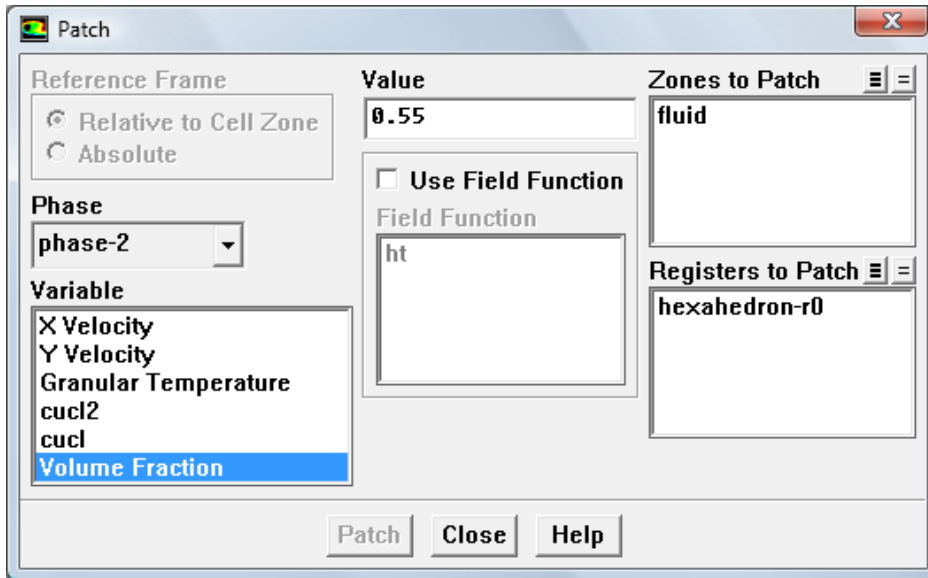 Patch
Reference Frame
Relative to Cell Zone
Absolute
Phase
phase-2
Variable
X Velocity
Y Velocity
Granular Temperature
cucl2
cucl
Volume Fraction
Value
0.55
Use Field Function
Field Function
ht
Zones to Patch
fluid
Registers to Patch
hexahedron-r0
Patch
Close
Help